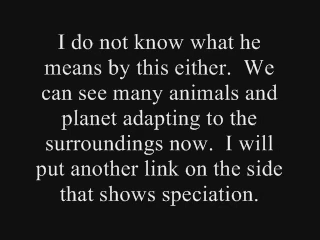 I do not know what he
means by this either.  We
can see many animals and
planet adapting to the
surroundings now.  I will
put another link on the side
that shows speciation.